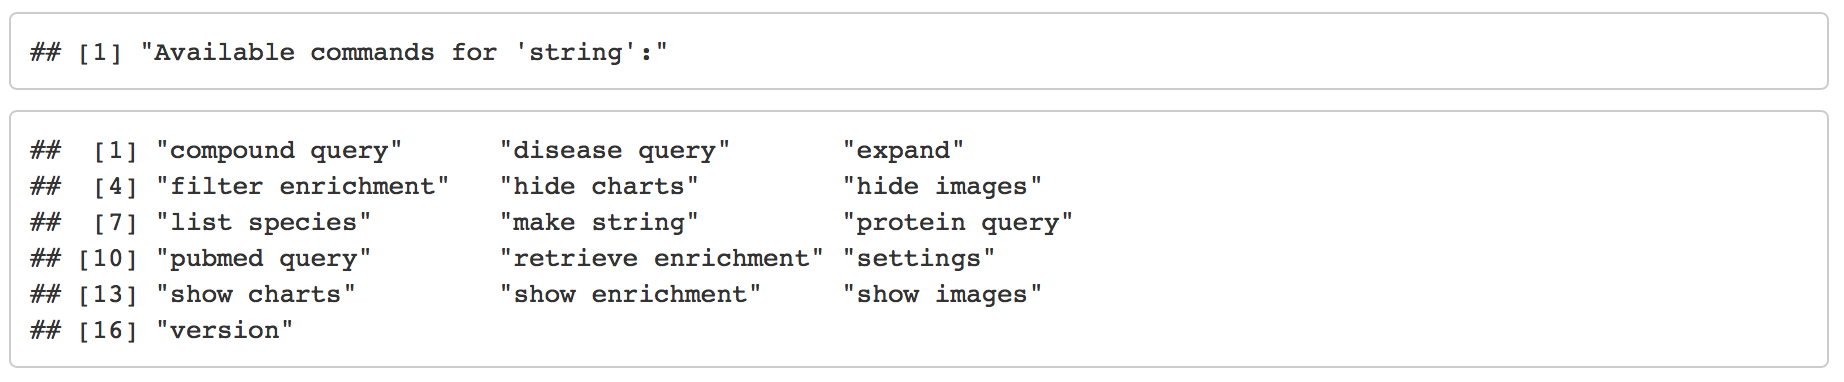 ## [1] "Available commands for 'string':"
##  [1] "compound query"      "disease query"       "expand"
##  [4] "filter enrichment"   "hide charts"         "hide images"
##  [7] "list species"        "make string"         "protein query"
## [10] "pubmed query"        "retrieve enrichment" "settings"
## [13] "show charts"         "show enrichment"     "show images"
## [16] "version"